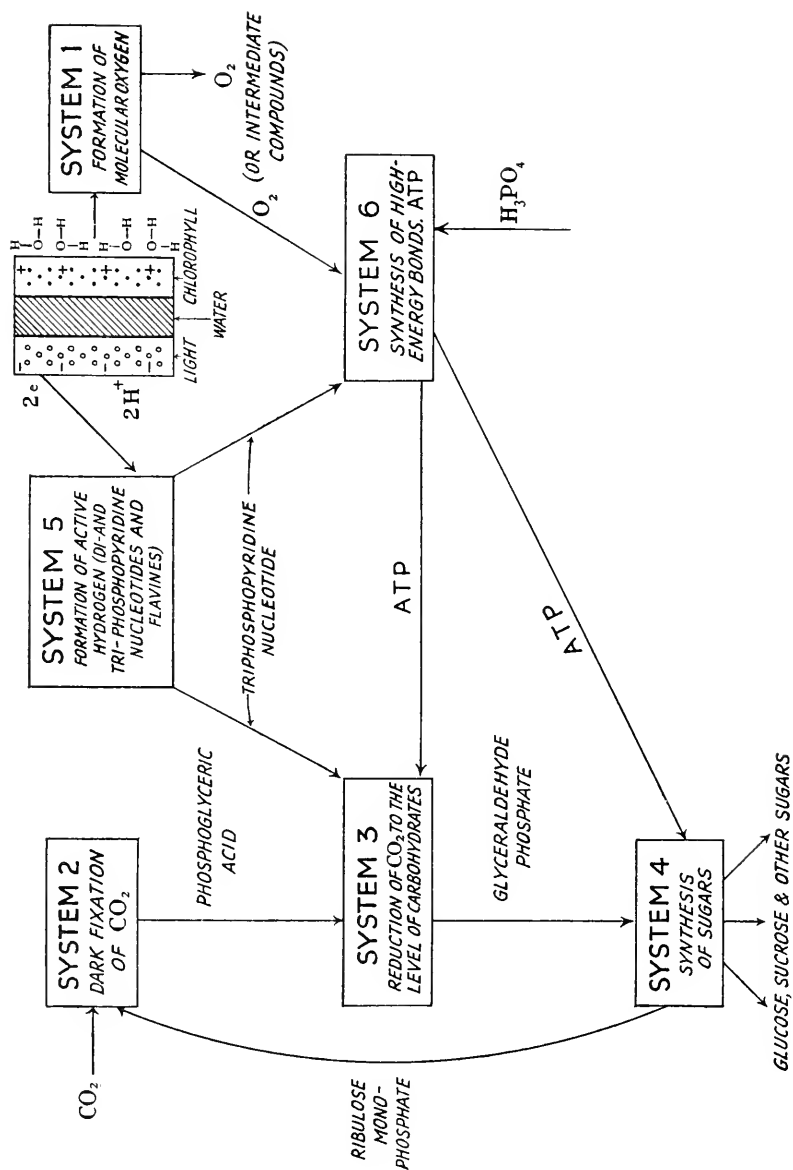 CO₂
SYSTEM 2
DARK FIXATION
OF CO₂
SYSTEM 5
FORMATION OF ACTIVE
HYDROGEN (DI-AND
TRI-PHOSPHOPYRIDINE
NUCLEOTIDES AND
FLAVINES)
2e
2H⁺
LIGHT
WATER
CHLOROPHYLL
H
O-H
O-H
H
H
O-H
O-H
H
SYSTEM 1
FORMATION OF
MOLECULAR OXYGEN
O₂
O₂ (OR INTERMEDIATE
COMPOUNDS)
RIBULOSE
MONO-
PHOSPHATE
PHOSPHOGLYCERIC
ACID
TRIPHOSPHOPYRIDINE
NUCLEOTIDE
SYSTEM 3
REDUCTION OF CO₂ TO THE
LEVEL OF CARBOHYDRATES
ATP
SYSTEM 6
SYNTHESIS OF HIGH-
ENERGY BONDS. ATP
H₃PO₄
GLYCERALDEHYDE
PHOSPHATE
ATP
SYSTEM 4
SYNTHESIS
OF SUGARS
GLUCOSE, SUCROSE & OTHER SUGARS